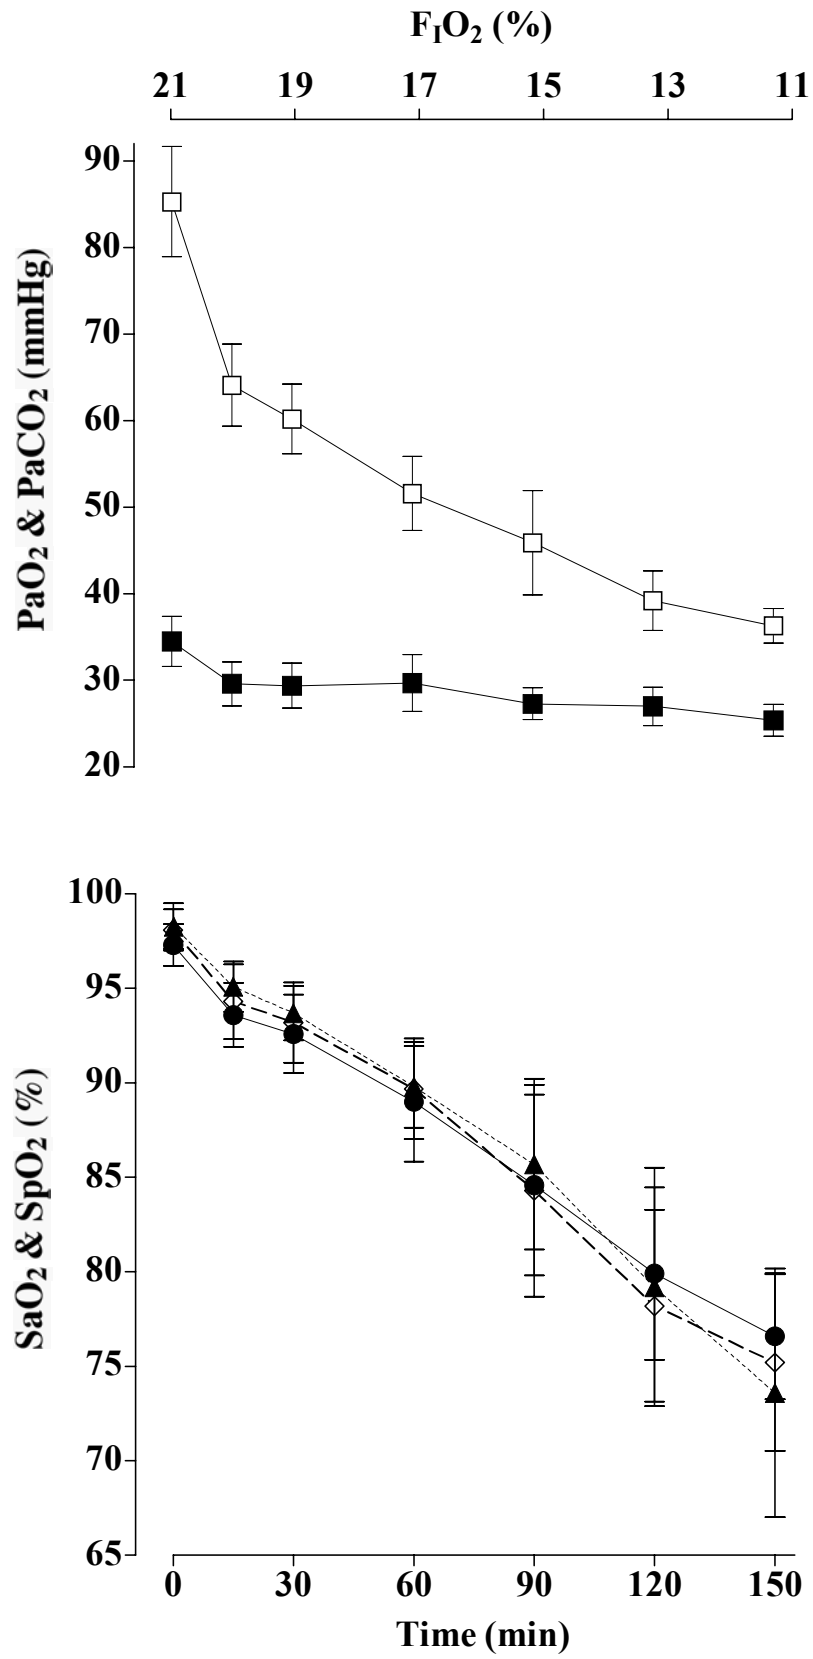 FIO2 (%)
21 19 17 15 13 11
PaO2 & PaCO2 (mmHg)
90
80
70
60
50
40
30
20
SaO2 & SpO2 (%)
100
95
90
85
80
75
70
65
0 30 60 90 120 150
Time (min)